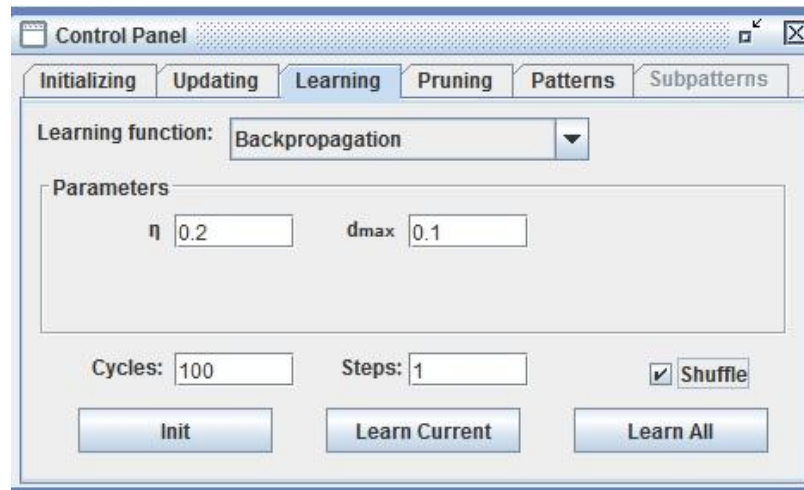 Control Panel
Initializing Updating Learning Pruning Patterns Subpatterns
Learning function: Backpropagation
Parameters
η 0.2 dmax 0.1
Cycles: 100 Steps: 1 Shuffle
Init Learn Current Learn All